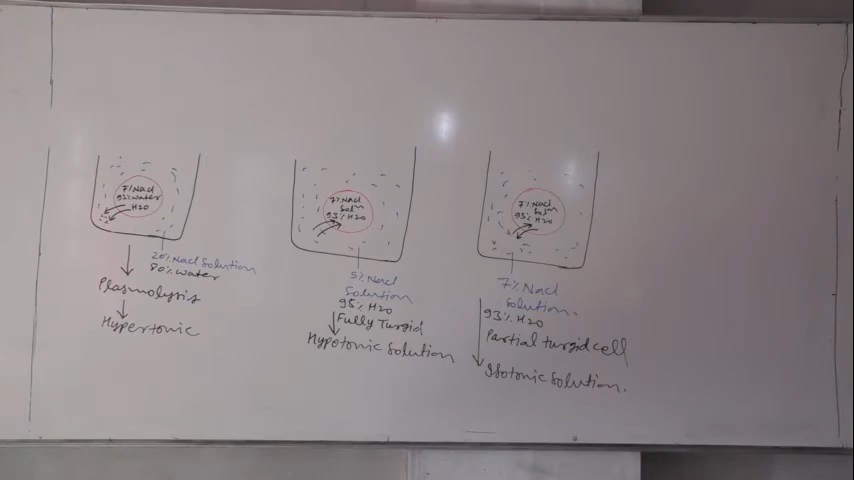 7% Nacl
93% water
H2O
20% Nacl Solution
80% water
Plasmolysis
Hypertonic
7% Nacl
Solⁿ
93% H2O
5% Nacl
Solution
95% H2O
Fully Turgid
Hypotonic Solution
7% Nacl
Solⁿ
93% H2O
7% Nacl
Solution.
93% H2O
Partial turgid cell
Isotonic Solution.